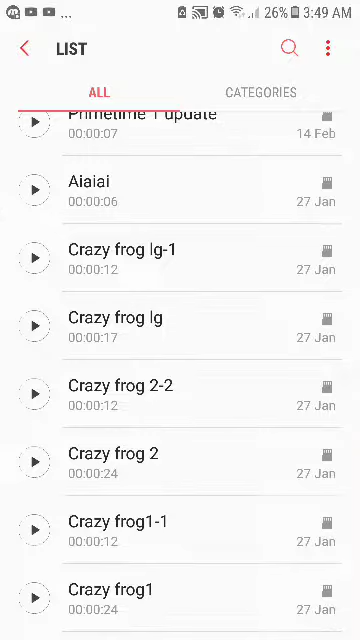 ... 26% 3:49 AM
LIST
ALL CATEGORIES
Primetime 1 update
00:00:07 14 Feb
Aiaiai
00:00:06 27 Jan
Crazy frog lg-1
00:00:12 27 Jan
Crazy frog lg
00:00:17 27 Jan
Crazy frog 2-2
00:00:12 27 Jan
Crazy frog 2
00:00:24 27 Jan
Crazy frog1-1
00:00:12 27 Jan
Crazy frog1
00:00:24 27 Jan